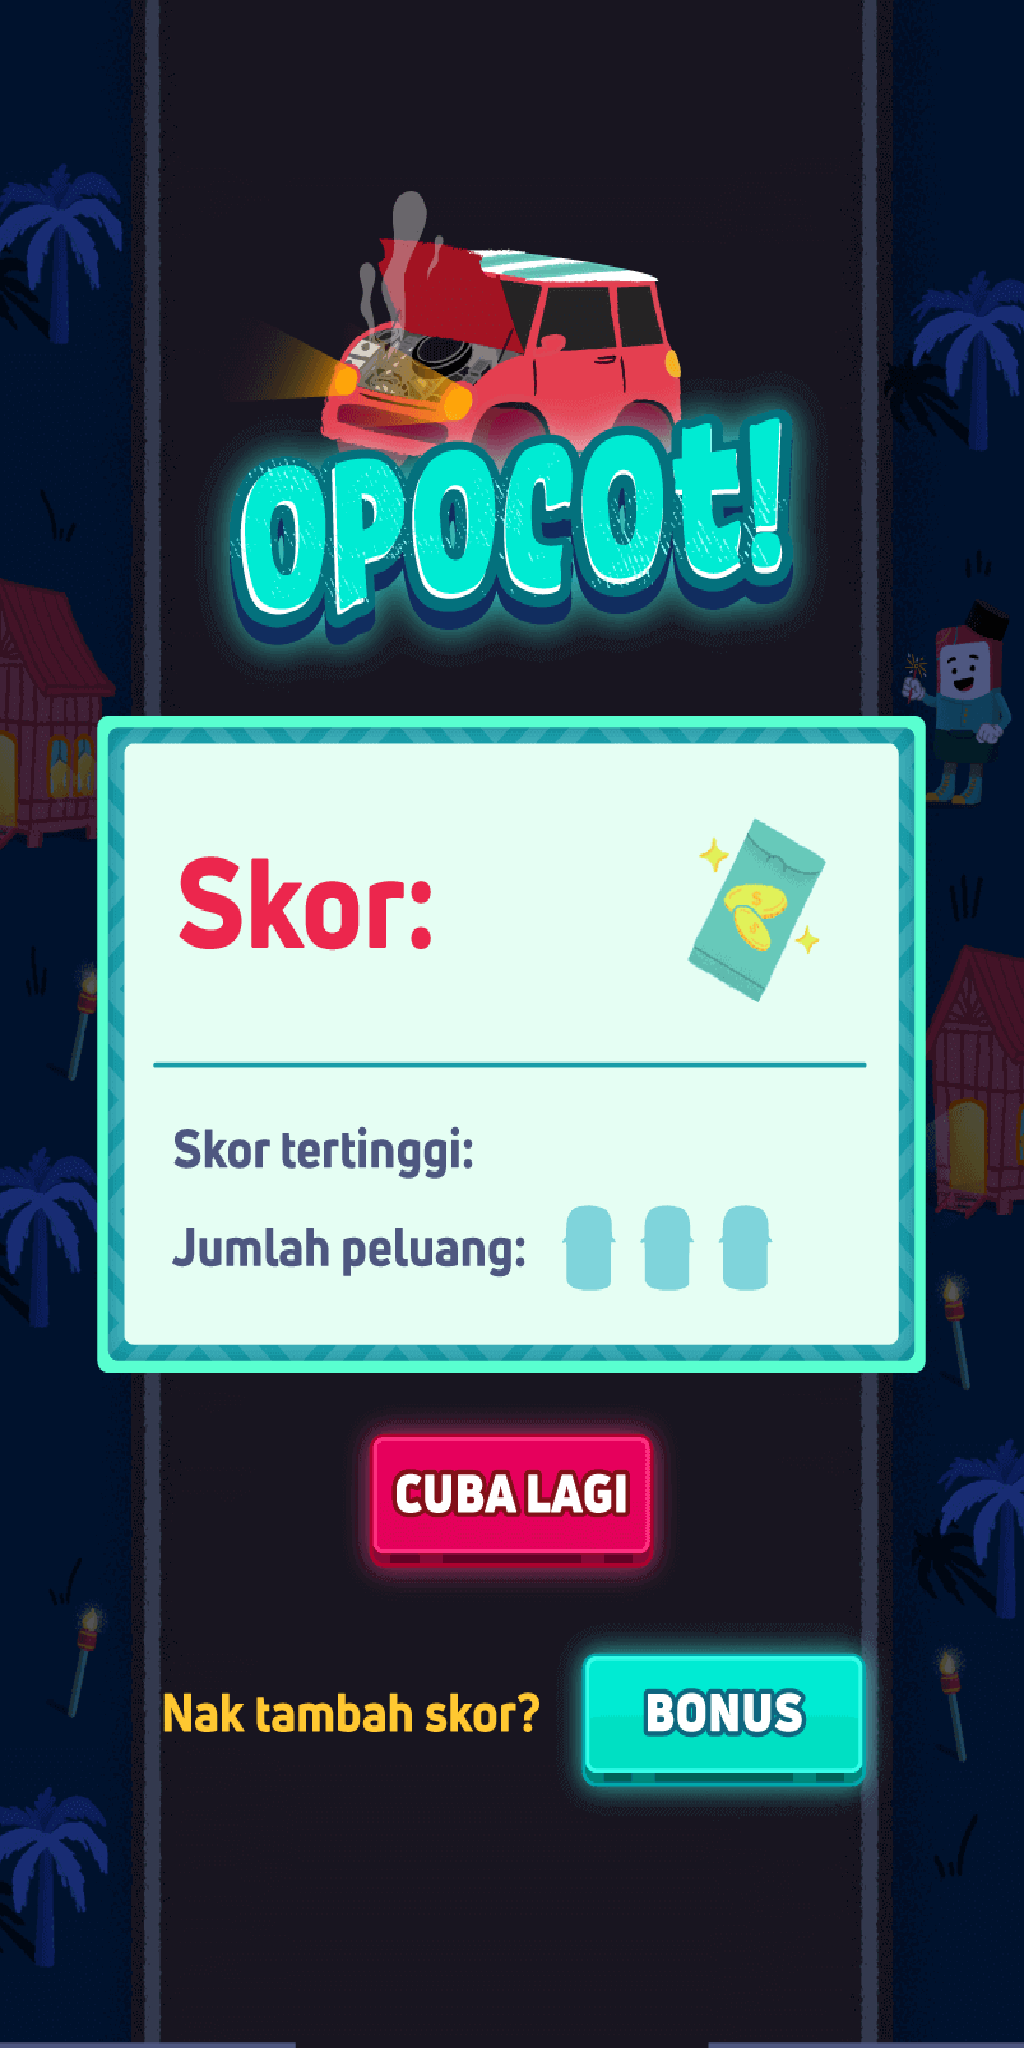 OPOCOt!
Skor:
Skor tertinggi:
Jumlah peluang:
CUBA LAGI
Nak tambah skor?
BONUS